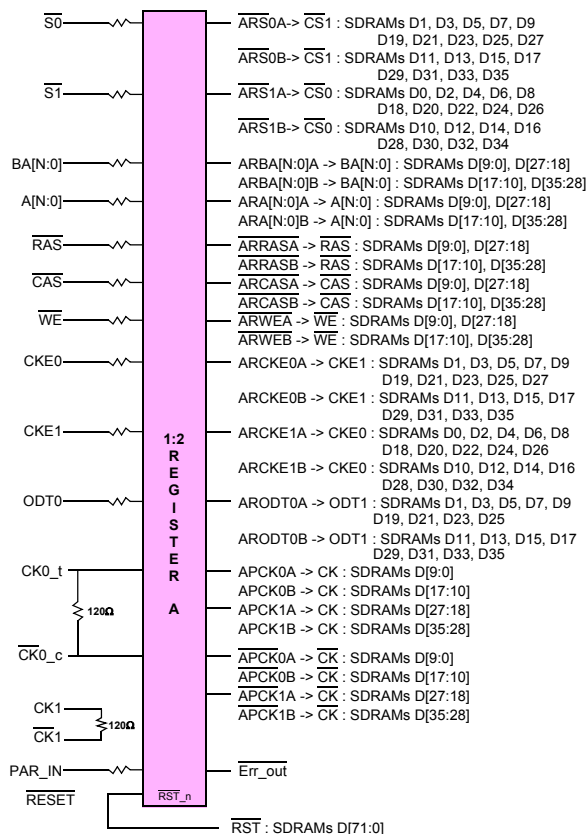 S0
ARS0A-> CS1 : SDRAMs D1, D3, D5, D7, D9
D19, D21, D23, D25, D27
ARS0B-> CS1 : SDRAMs D11, D13, D15, D17
D29, D31, D33, D35
S1
ARS1A-> CS0 : SDRAMs D0, D2, D4, D6, D8
D18, D20, D22, D24, D26
ARS1B-> CS0 : SDRAMs D10, D12, D14, D16
D28, D30, D32, D34
BA[N:0]
ARBA[N:0]A -> BA[N:0] : SDRAMs D[9:0], D[27:18]
ARBA[N:0]B -> BA[N:0] : SDRAMs D[17:10], D[35:28]
A[N:0]
ARA[N:0]A -> A[N:0] : SDRAMs D[9:0], D[27:18]
ARA[N:0]B -> A[N:0] : SDRAMs D[17:10], D[35:28]
RAS
ARRASA -> RAS : SDRAMs D[9:0], D[27:18]
ARRASB -> RAS : SDRAMs D[17:10], D[35:28]
CAS
ARCASA -> CAS : SDRAMs D[9:0], D[27:18]
ARCASB -> CAS : SDRAMs D[17:10], D[35:28]
WE
ARWEA -> WE : SDRAMs D[9:0], D[27:18]
ARWEB -> WE : SDRAMs D[17:10], D[35:28]
CKE0
ARCKE0A -> CKE1 : SDRAMs D1, D3, D5, D7, D9
D19, D21, D23, D25, D27
ARCKE0B -> CKE1 : SDRAMs D11, D13, D15, D17
D29, D31, D33, D35
CKE1
ARCKE1A -> CKE0 : SDRAMs D0, D2, D4, D6, D8
D18, D20, D22, D24, D26
ARCKE1B -> CKE0 : SDRAMs D10, D12, D14, D16
D28, D30, D32, D34
1:2
R
E
G
I
S
T
E
R
A
ODT0
ARODT0A -> ODT1 : SDRAMs D1, D3, D5, D7, D9
D19, D21, D23, D25
ARODT0B -> ODT1 : SDRAMs D11, D13, D15, D17
D29, D31, D33, D35
CK0_t
APCK0A -> CK : SDRAMs D[9:0]
APCK0B -> CK : SDRAMs D[17:10]
APCK1A -> CK : SDRAMs D[27:18]
APCK1B -> CK : SDRAMs D[35:28]
120Ω
CK0_c
APCK0A -> CK : SDRAMs D[9:0]
APCK0B -> CK : SDRAMs D[17:10]
APCK1A -> CK : SDRAMs D[27:18]
APCK1B -> CK : SDRAMs D[35:28]
CK1
120Ω
CK1
PAR_IN
Err_out
RESET
RST_n
RST : SDRAMs D[71:0]